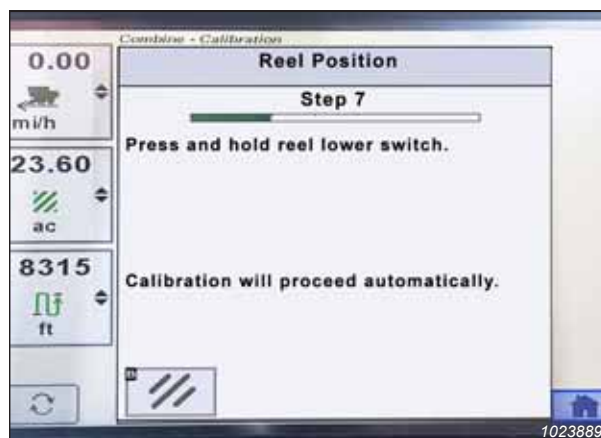 Combine - Calibration
Reel Position
Step 7
Press and hold reel lower switch.
Calibration will proceed automatically.
0.00
mi/h
23.60
ac
8315
ft
1023889